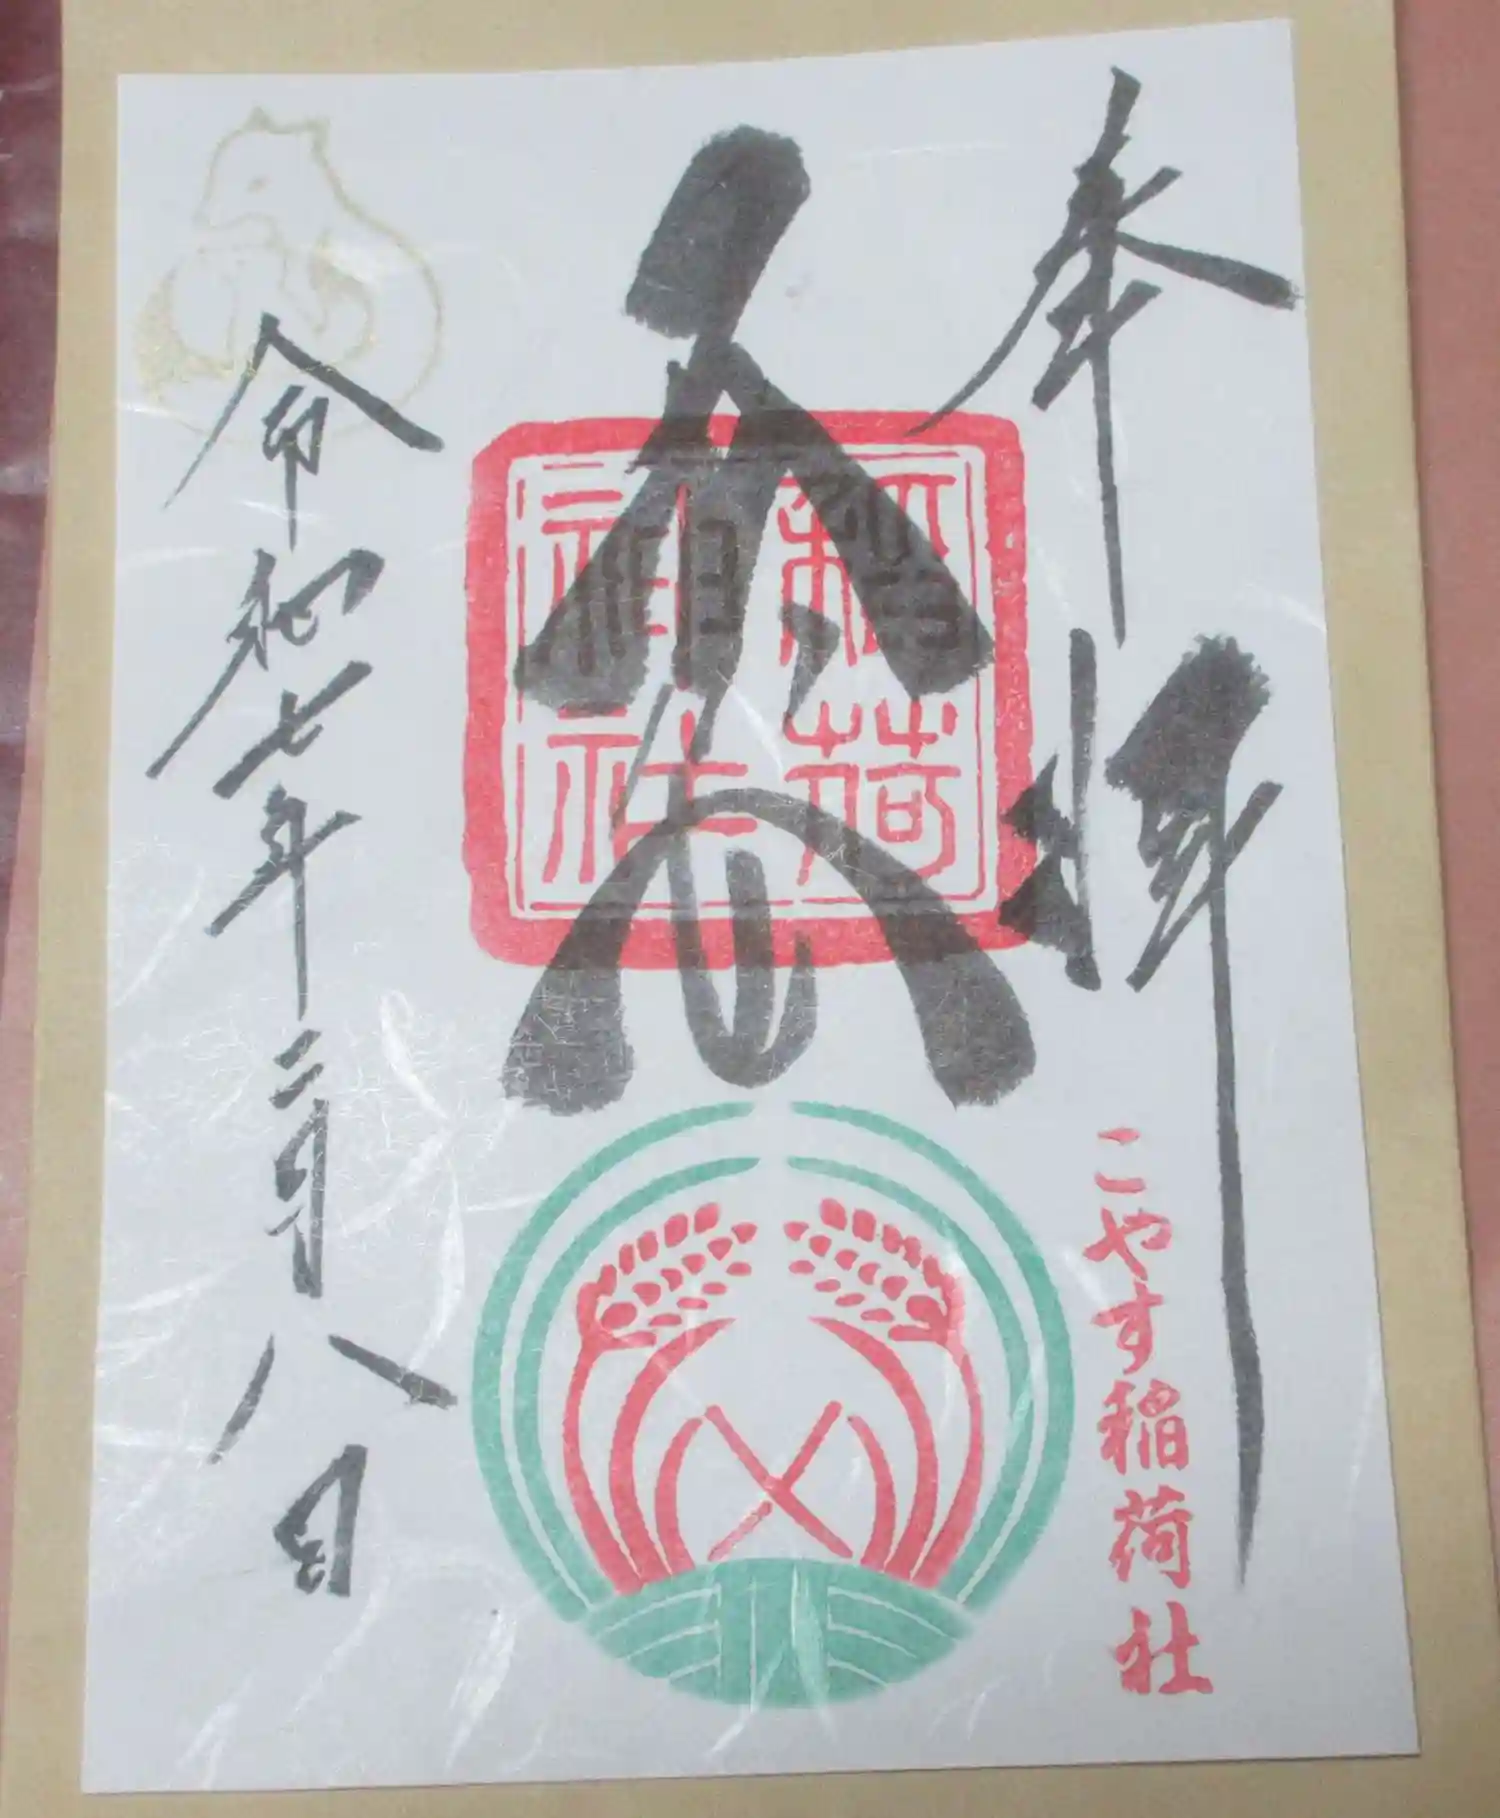 奉拝
こやす稲荷社
稲荷
神社
令和七年二月八日